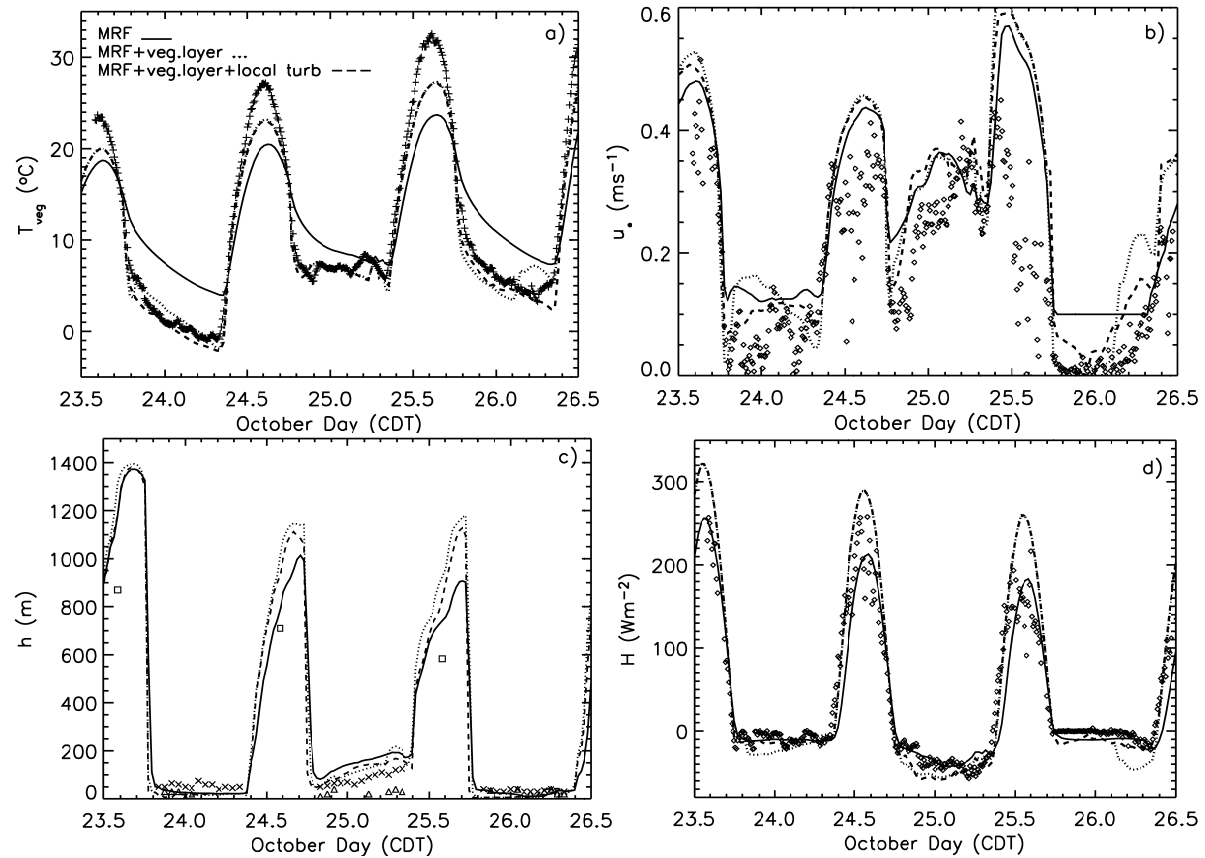 a)
MRF
MRF+veg.layer ...
MRF+veg.layer+local turb
30
20
10
0
T_veg (ºC)
23.5 24.0 24.5 25.0 25.5 26.0 26.5
October Day (CDT)
b)
0.6
0.4
0.2
0.0
u_* (ms⁻¹)
23.5 24.0 24.5 25.0 25.5 26.0 26.5
October Day (CDT)
c)
1400
1200
1000
800
600
400
200
0
h (m)
23.5 24.0 24.5 25.0 25.5 26.0 26.5
October Day (CDT)
d)
300
200
100
0
H (Wm⁻²)
23.5 24.0 24.5 25.0 25.5 26.0 26.5
October Day (CDT)